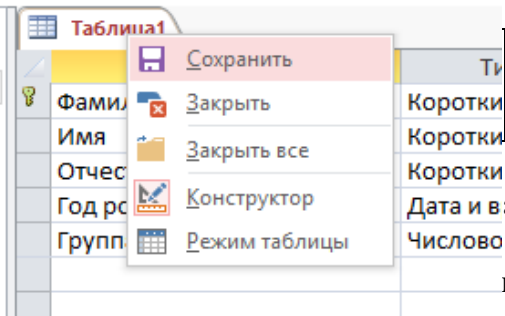 Таблица1
Сохранить
Ти
Фамил
Закрыть
Коротки
Имя
Закрыть все
Коротки
Отчес
Коротки
Год ро
Конструктор
Дата и в
Групп
Режим таблицы
Числово